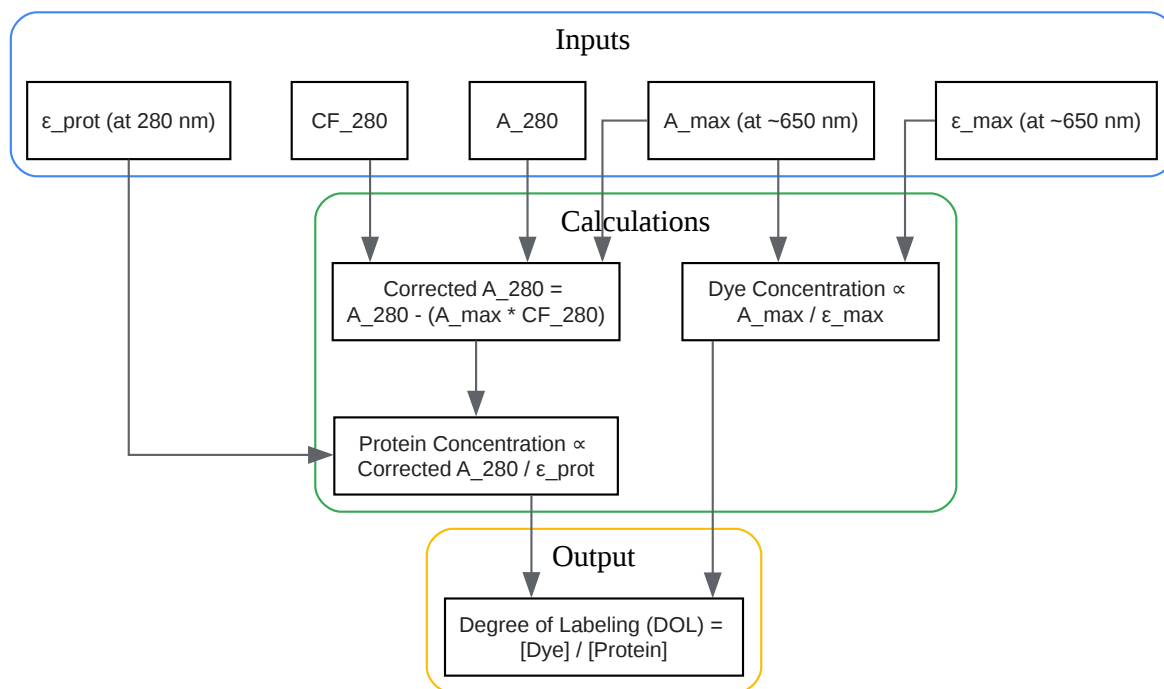 Inputs
ε_prot (at 280 nm)
CF_280
A_280
A_max (at ~650 nm)
ε_max (at ~650 nm)
Calculations
Corrected A_280 =
A_280 - (A_max * CF_280)
Dye Concentration ∝
A_max / ε_max
Protein Concentration ∝
Corrected A_280 / ε_prot
Output
Degree of Labeling (DOL) =
[Dye] / [Protein]